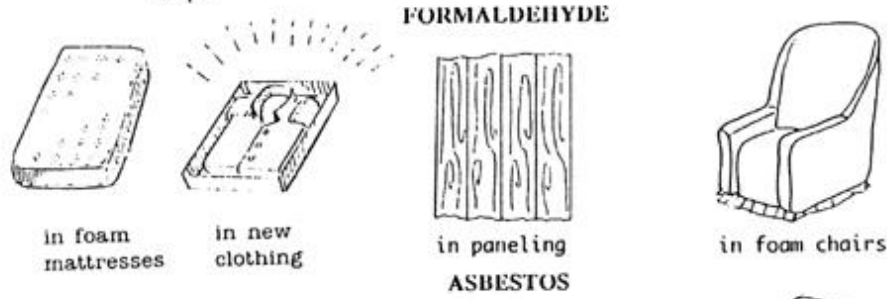 FORMALDEHYDE
in foam
mattresses
in new
clothing
in paneling
in foam chairs
ASBESTOS